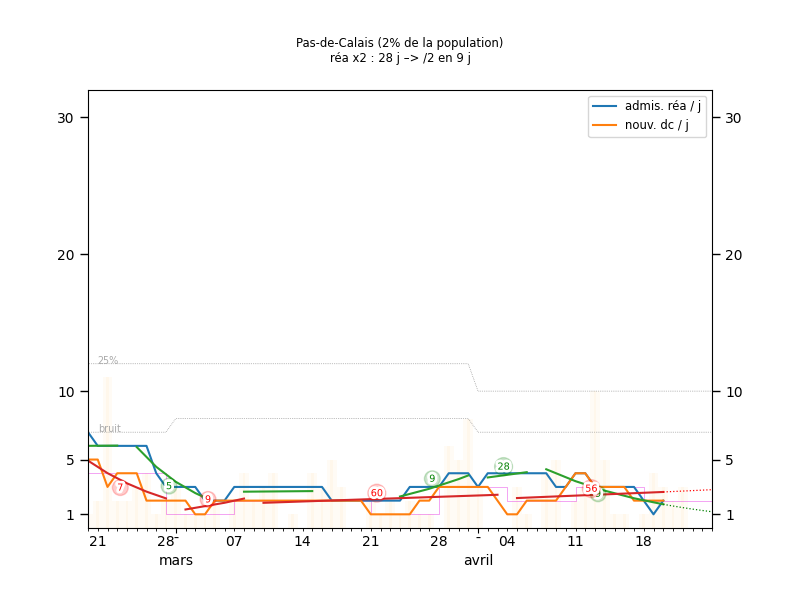 Pas-de-Calais (2% de la population)
réa x2 : 28 j –> /2 en 9 j
admis. réa / j
nouv. dc / j
30 30
20 20
10 10
5 5
1 1
25%
bruit
7 5 9 60 9 28 56
21 28 - 07 14 21 28 - 04 11 18
mars avril